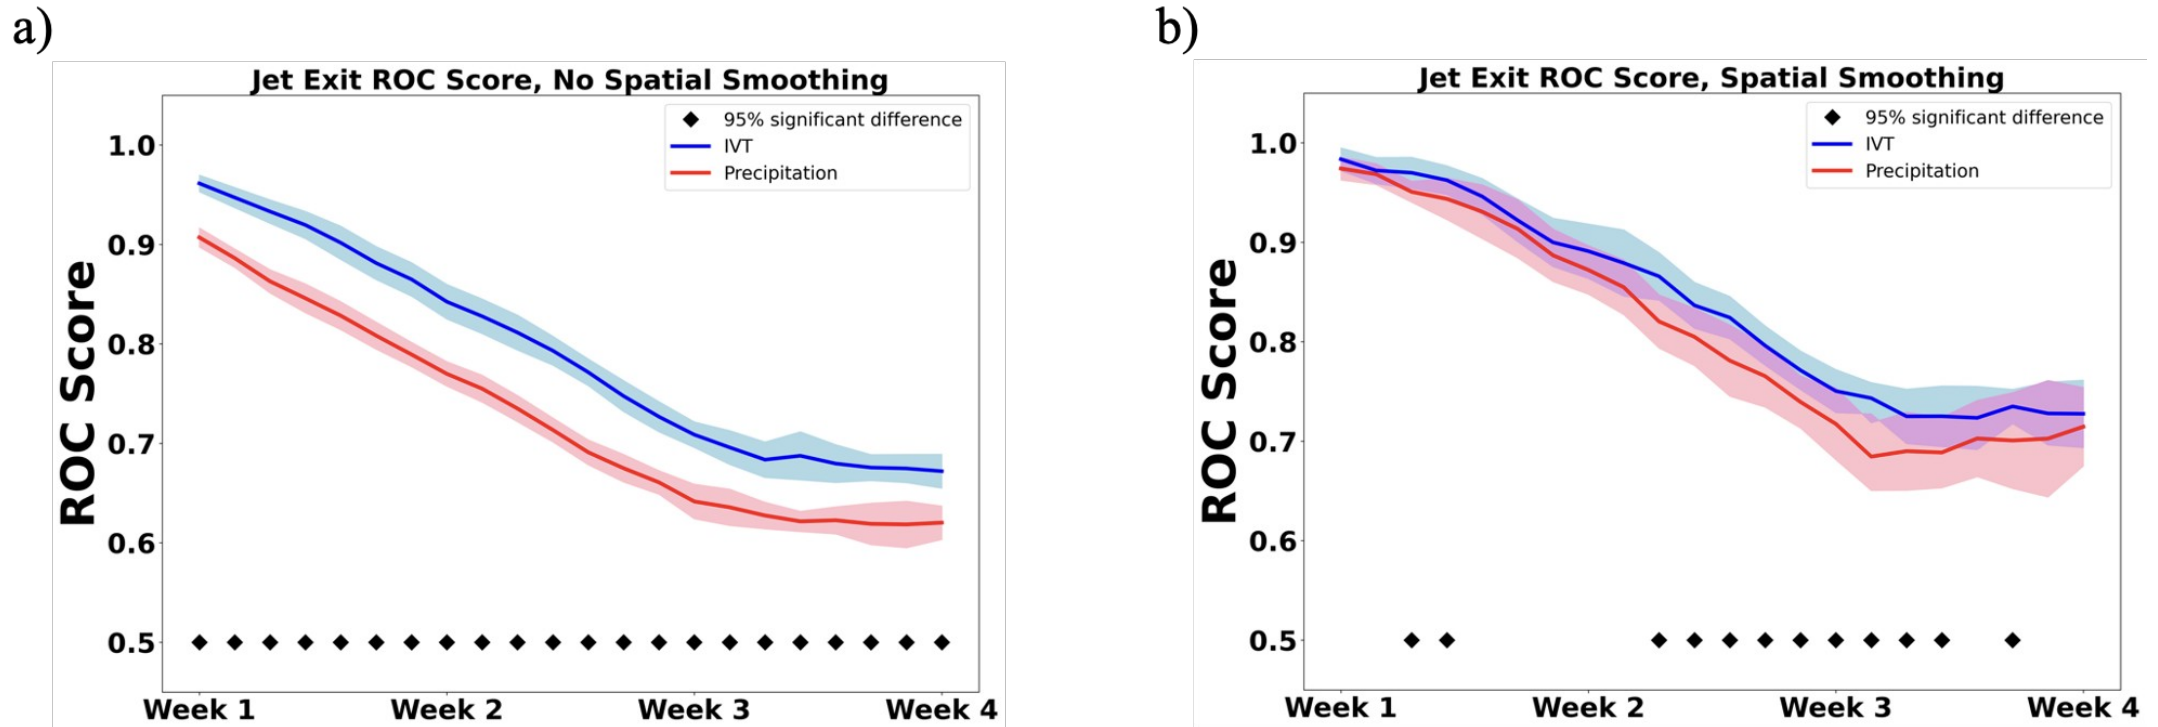 a)
Jet Exit ROC Score, No Spatial Smoothing
95% significant difference
IVT
Precipitation
ROC Score
1.0
0.9
0.8
0.7
0.6
0.5
Week 1 Week 2 Week 3 Week 4
b)
Jet Exit ROC Score, Spatial Smoothing
95% significant difference
IVT
Precipitation
ROC Score
1.0
0.9
0.8
0.7
0.6
0.5
Week 1 Week 2 Week 3 Week 4